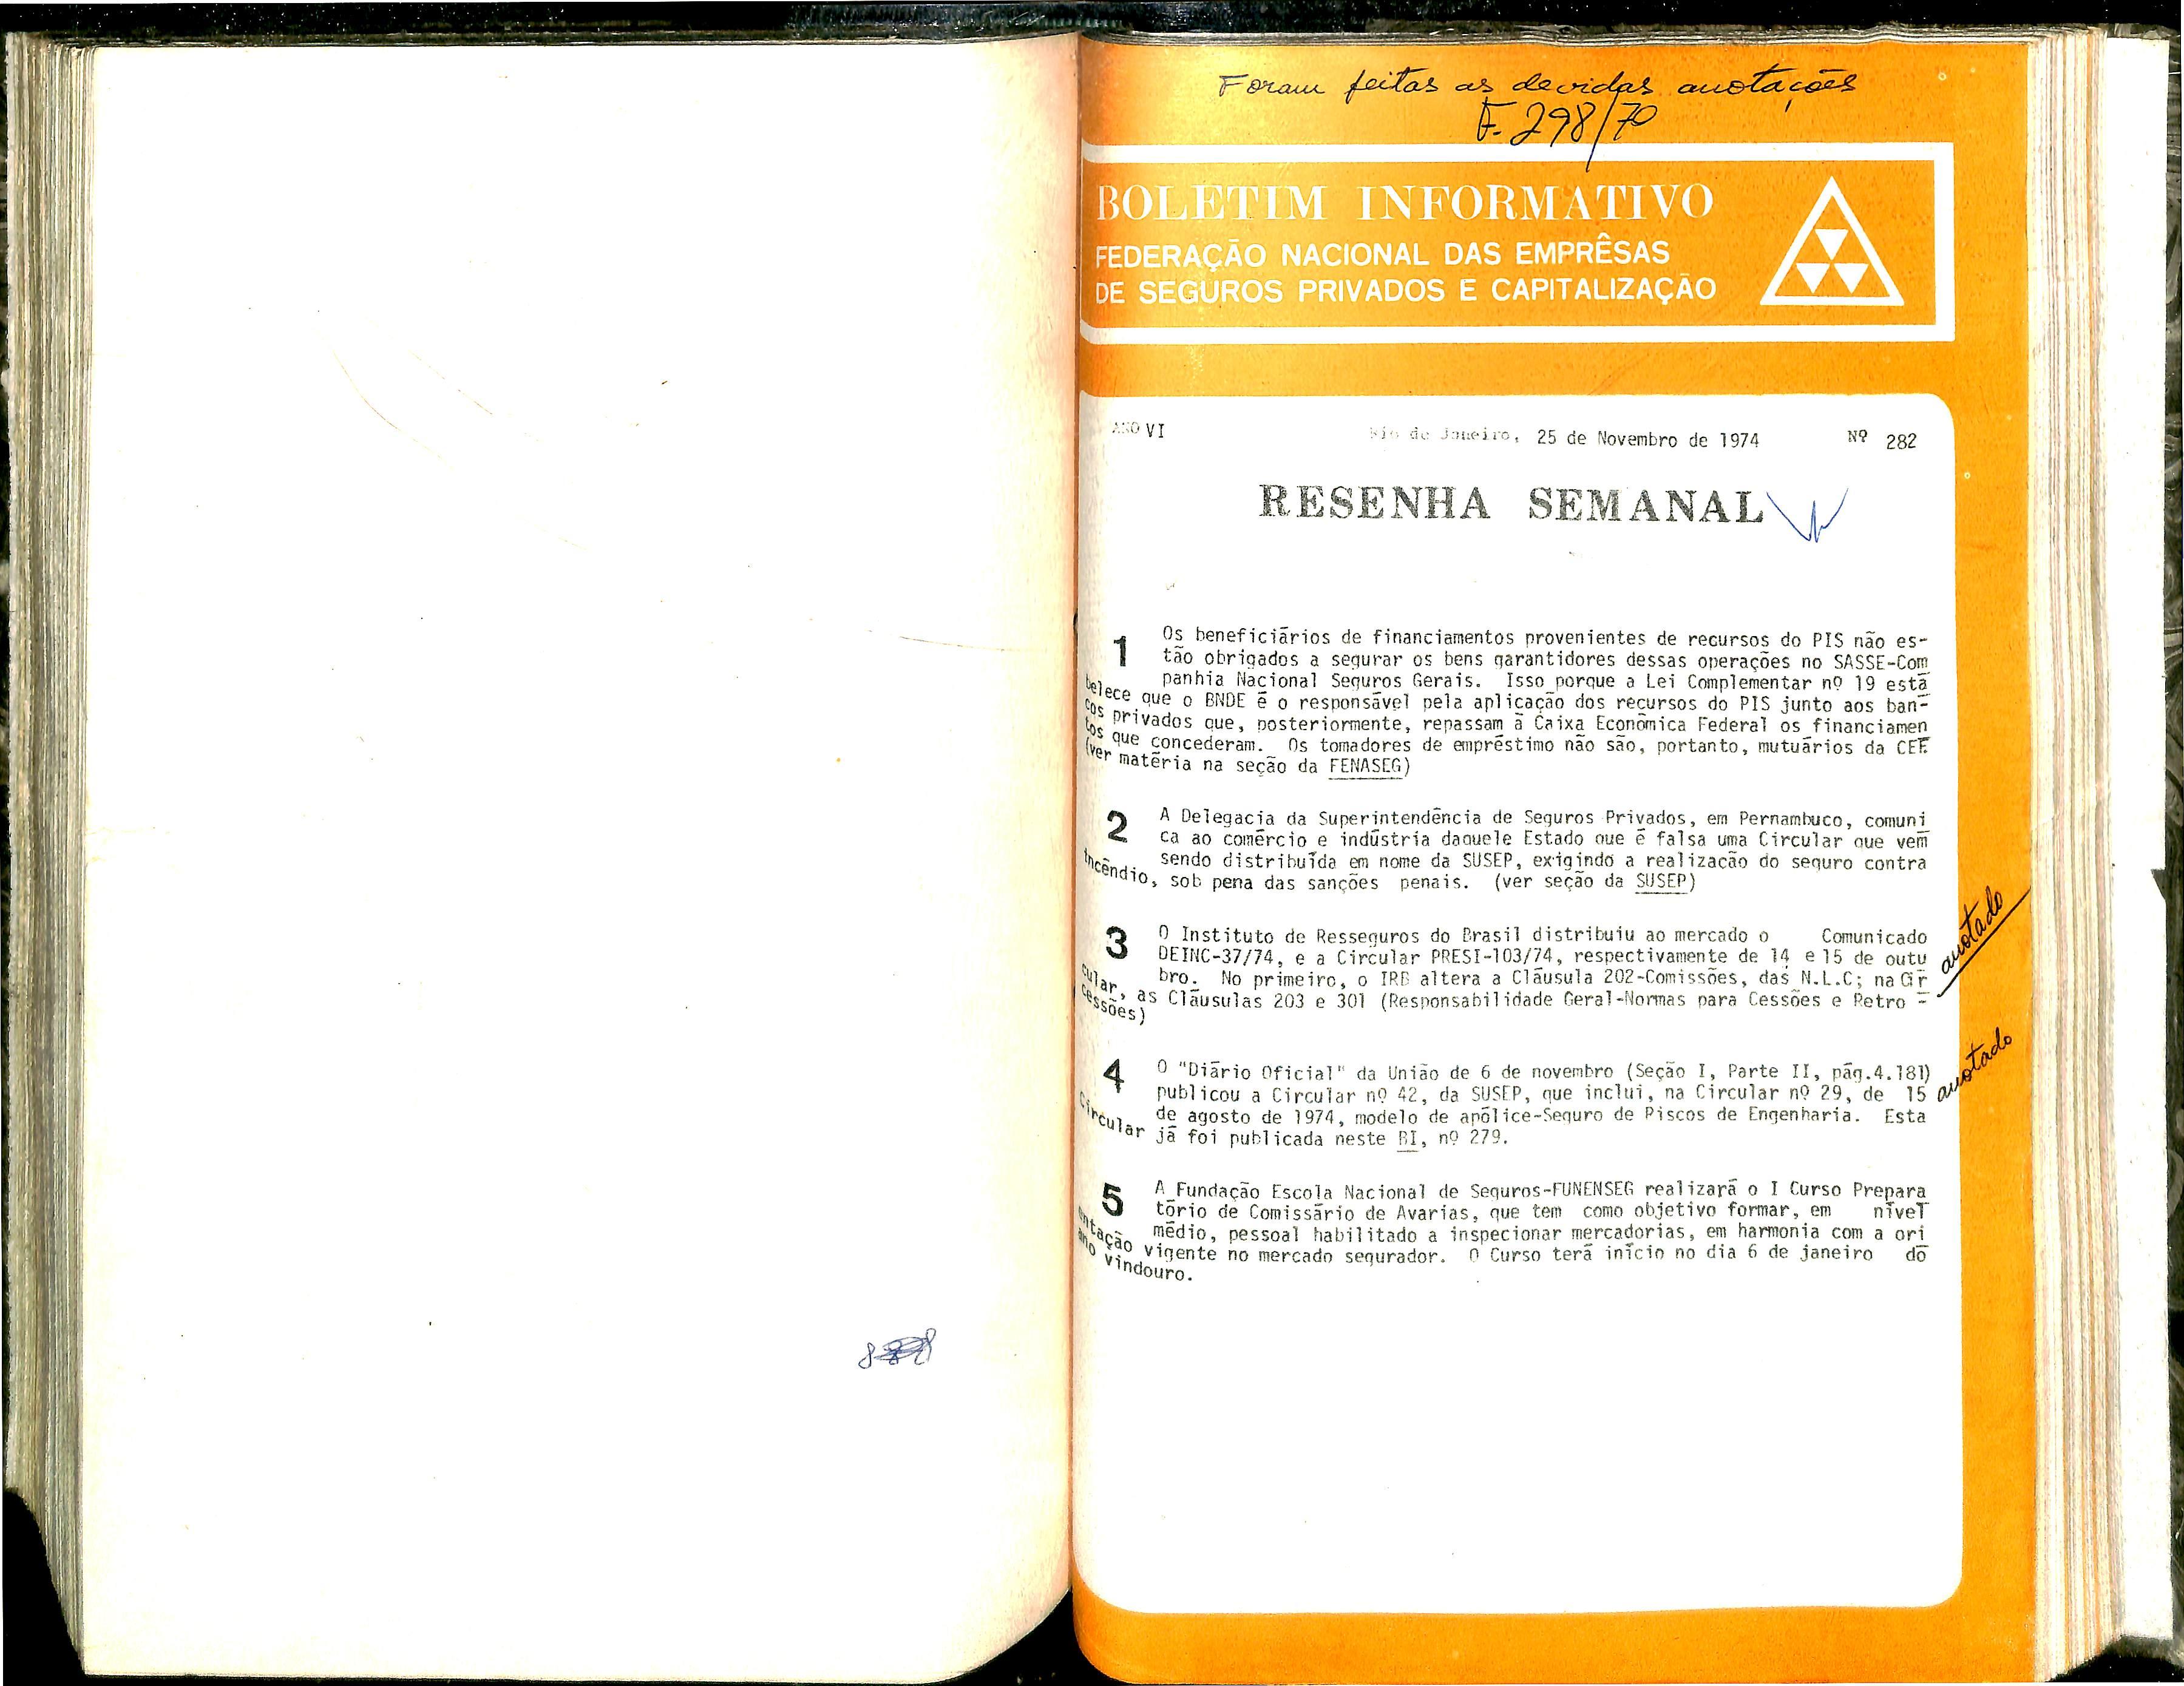 Foram feitas as devidas anotações
F. 298/70
BOLETIM INFORMATIVO
FEDERAÇÃO NACIONAL DAS EMPRÊSAS
DE SEGUROS PRIVADOS E CAPITALIZAÇÃO
ANO VI Rio de Janeiro, 25 de Novembro de 1974 Nº 282
RESENHA SEMANAL
1 Os beneficiários de financiamentos provenientes de recursos do PIS não es-
tão obrigados a segurar os bens garantidores dessas operações no SASSE-Com
panhia Nacional Seguros Gerais. Isso porque a Lei Complementar nº 19 esta
belece que o BNDE é o responsável pela aplicação dos recursos do PIS junto aos ban-
cos privados que, posteriormente, repassam à Caixa Econômica Federal os financiamen
tos que concederam. Os tomadores de empréstimo não são, portanto, mutuários da CEF.
(ver matéria na seção da FENASEG)
2 A Delegacia da Superintendência de Seguros Privados, em Pernambuco, comuni
ca ao comércio e indústria daquele Estado que é falsa uma Circular que vem
sendo distribuída em nome da SUSEP, exigindo a realização do seguro contra
incêndio, sob pena das sanções penais. (ver seção da SUSEP)
3 O Instituto de Resseguros do Brasil distribuiu ao mercado o Comunicado
DEINC-37/74, e a Circular PRESI-103/74, respectivamente de 14 e 15 de outu
bro. No primeiro, o IRB altera a Cláusula 202-Comissões, das N.L.C; na Cir
cular, as Cláusulas 203 e 301 (Responsabilidade Geral-Normas para Cessões e Retro -
cessões)
anotado
4 O "Diário Oficial" da União de 6 de novembro (Seção I, Parte II, pág.4.181)
publicou a Circular nº 42, da SUSEP, que inclui, na Circular nº 29, de 15
de agosto de 1974, modelo de apólice-Seguro de Riscos de Engenharia. Esta
Circular já foi publicada neste BI, nº 279.
anotado
5 A Fundação Escola Nacional de Seguros-FUNENSEG realizará o I Curso Prepara
tório de Comissário de Avarias, que tem como objetivo formar, em nível
médio, pessoal habilitado a inspecionar mercadorias, em harmonia com a ori
entação vigente no mercado segurador. O Curso terá início no dia 6 de janeiro do
ano vindouro.